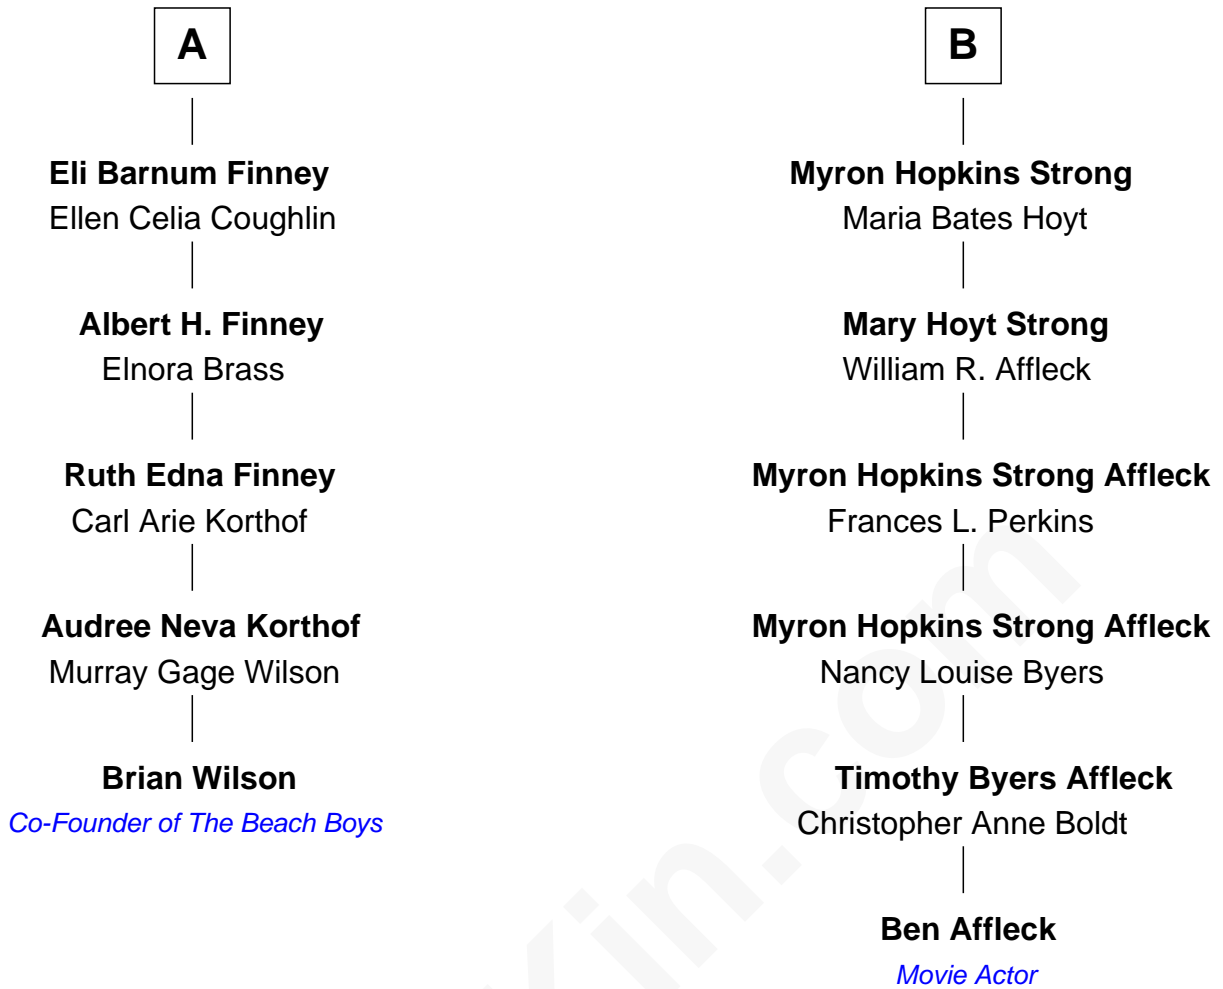 A
Eli Barnum Finney
Ellen Celia Coughlin
Albert H. Finney
Elnora Brass
Ruth Edna Finney
Carl Arie Korthof
Audree Neva Korthof
Murray Gage Wilson
Brian Wilson
Co-Founder of The Beach Boys
B
Myron Hopkins Strong
Maria Bates Hoyt
Mary Hoyt Strong
William R. Affleck
Myron Hopkins Strong Affleck
Frances L. Perkins
Myron Hopkins Strong Affleck
Nancy Louise Byers
Timothy Byers Affleck
Christopher Anne Boldt
Ben Affleck
Movie Actor
Kin.com